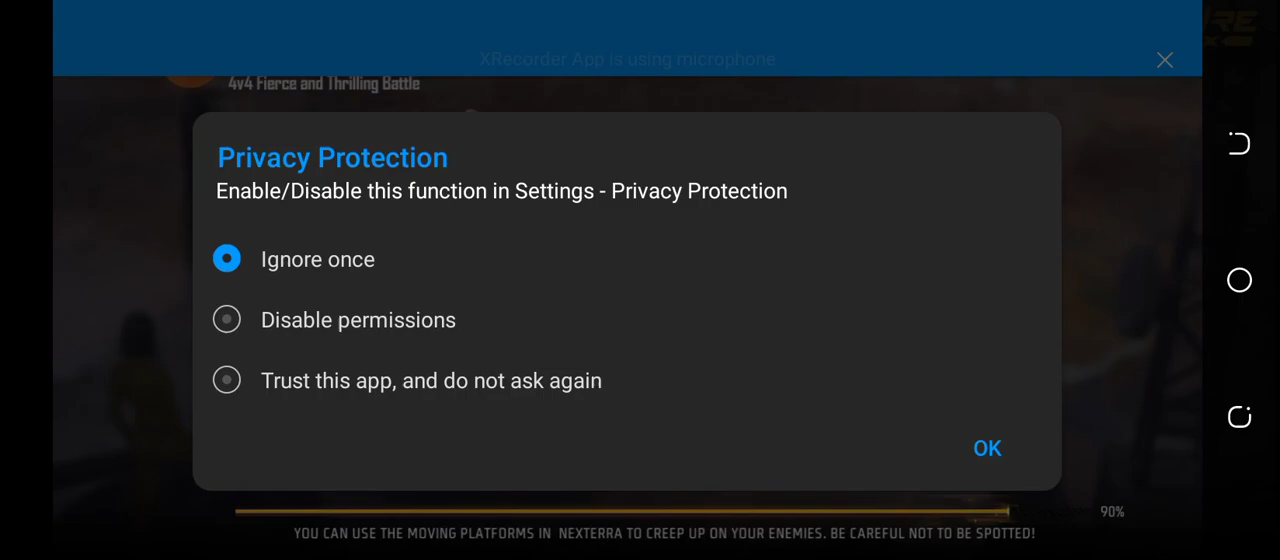 XRecorder App is using microphone
4v4 Fierce and Thrilling Battle
Privacy Protection
Enable/Disable this function in Settings - Privacy Protection
Ignore once
Disable permissions
Trust this app, and do not ask again
OK
90%
YOU CAN USE THE MOVING PLATFORMS IN NEXTERRA TO CREEP UP ON YOUR ENEMIES. BE CAREFUL NOT TO BE SPOTTED!